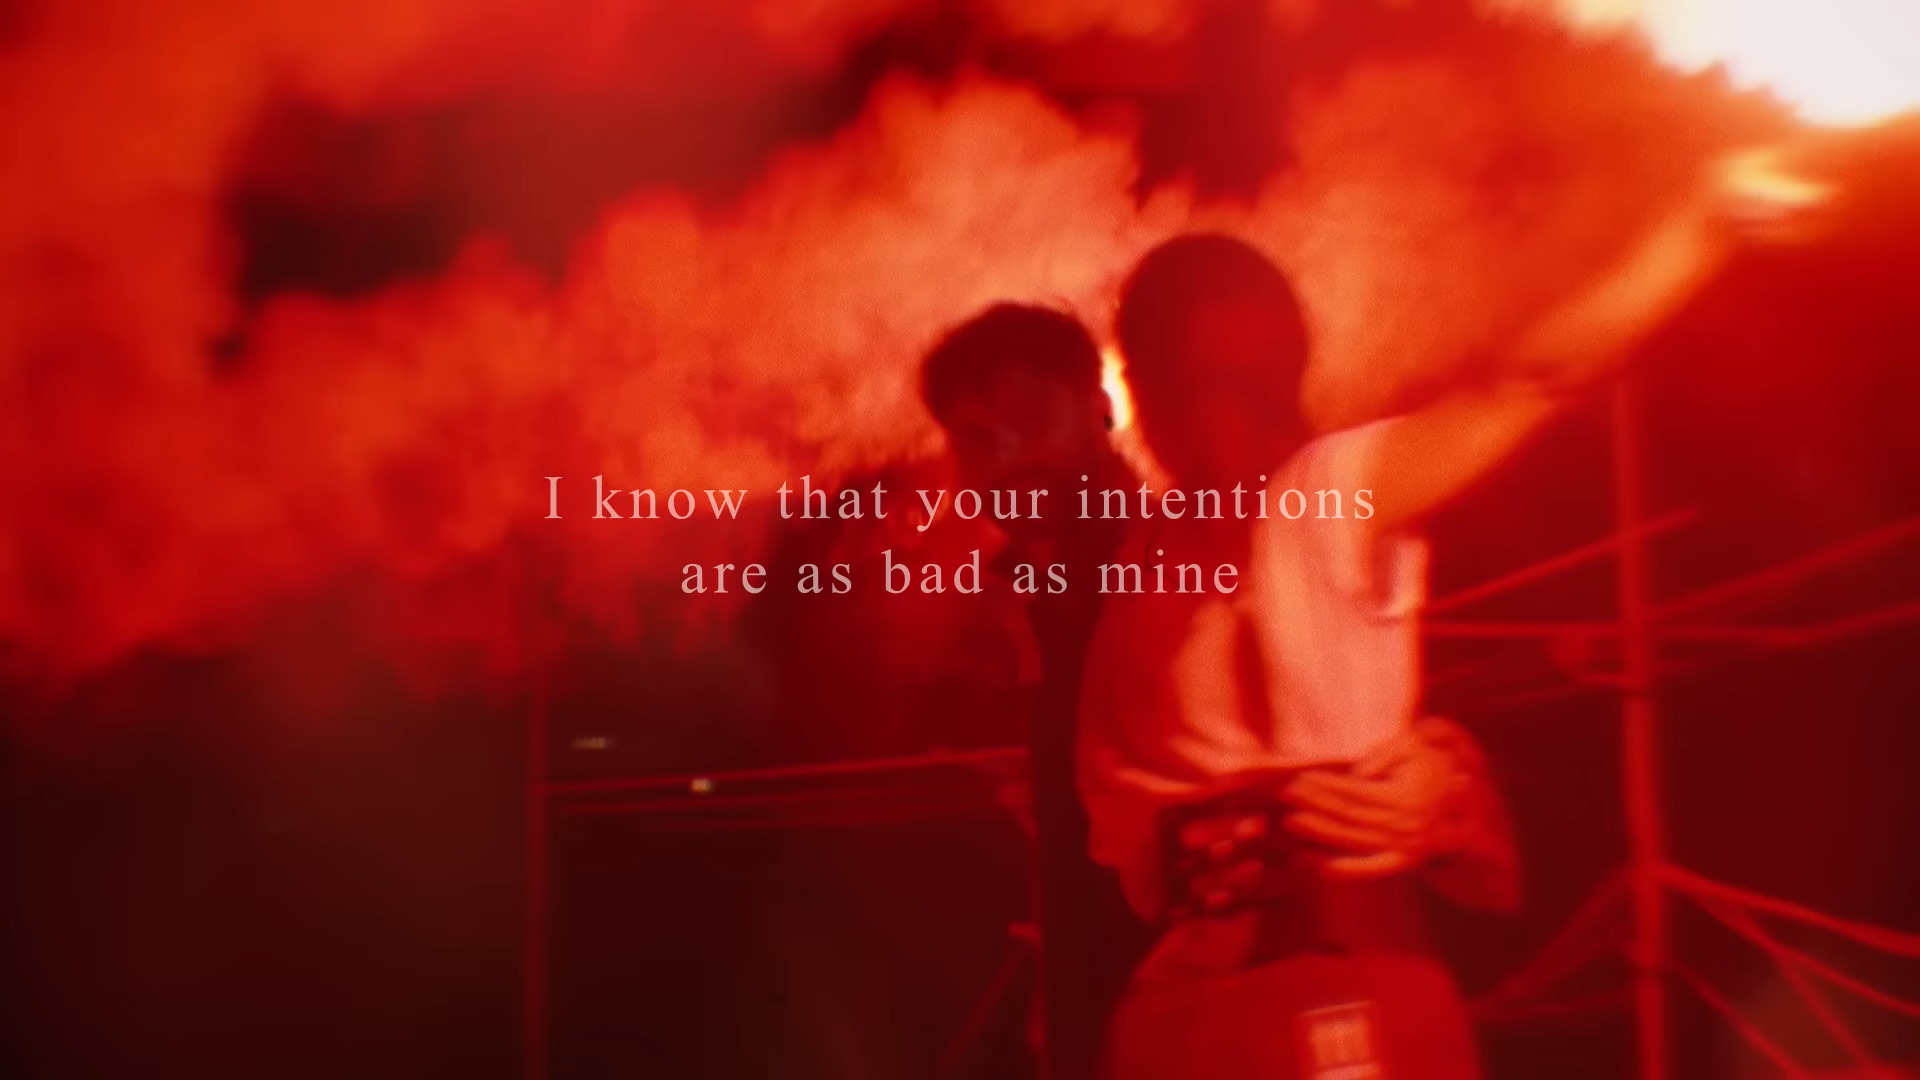 I know that your intentions
are as bad as mine